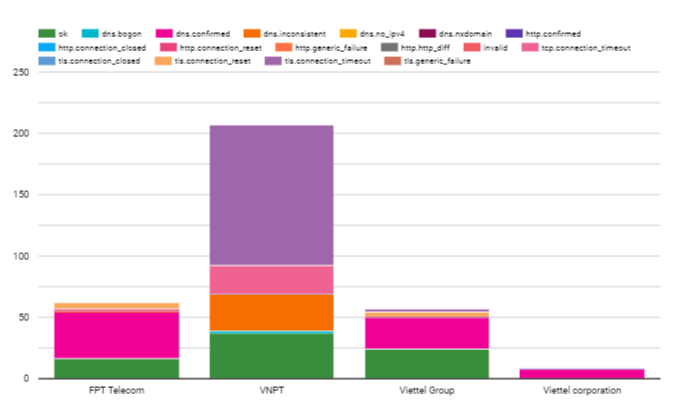 ok dns.bogon dns.confirmed dns.inconsistent dns.no_ipv4 dns.nxdomain http.confirmed
http.connection_closed http.connection_reset http.generic_failure http.http_diff invalid tcp.connection_timeout
tls.connection_closed tls.connection_reset tls.connection_timeout tls.generic_failure
250
200
150
100
50
0
FPT Telecom VNPT Viettel Group Viettel corporation